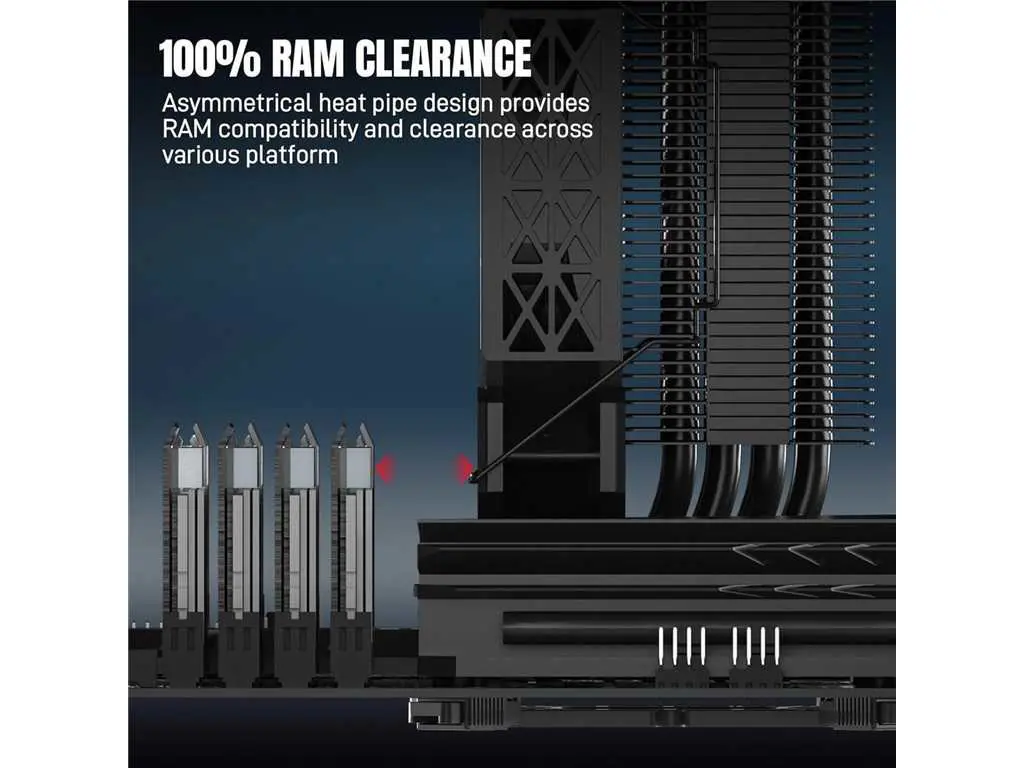 100% RAM CLEARANCE
Asymmetrical heat pipe design provides
RAM compatibility and clearance across
various platform